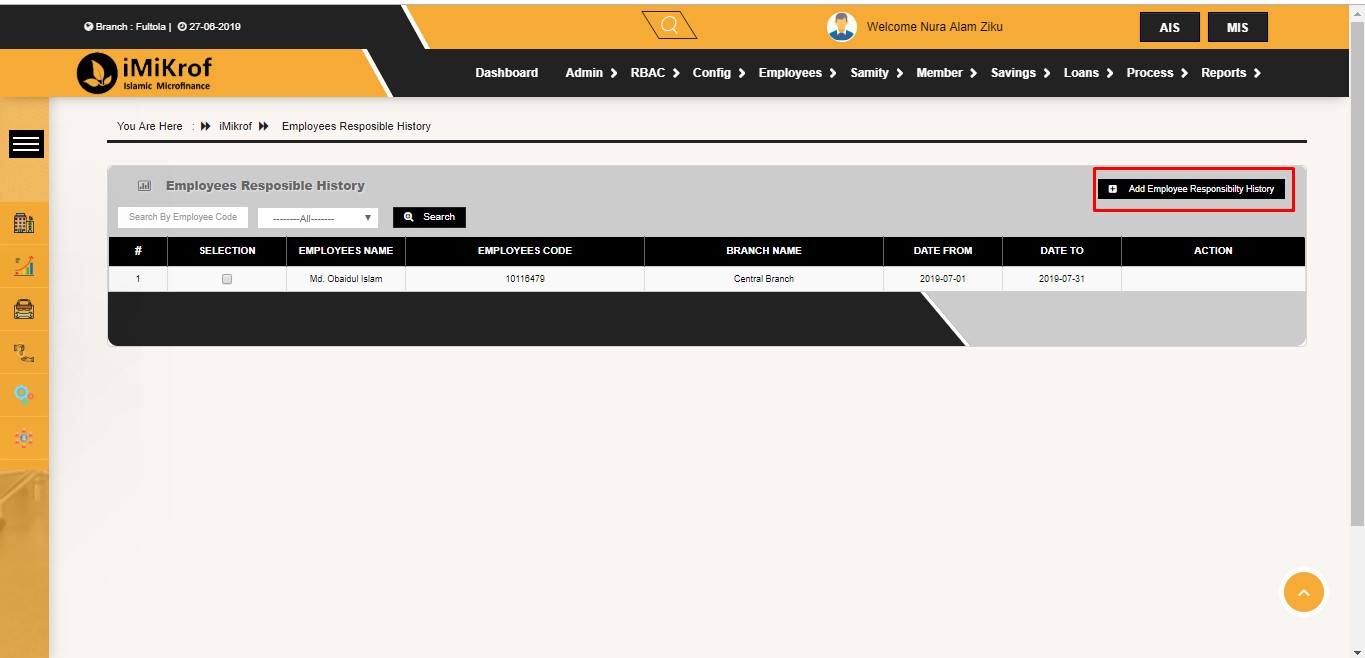 Branch : Fultola | 27-06-2019
Welcome Nura Alam Ziku
AIS
MIS
iMiKrof
Islamic Microfinance
Dashboard Admin RBAC Config Employees Samity Member Savings Loans Process Reports
You Are Here : iMikrof Employees Resposible History
Employees Resposible History
Add Employee Responsibilty History
Search By Employee Code
--------All-------
Search
# SELECTION EMPLOYEES NAME EMPLOYEES CODE BRANCH NAME DATE FROM DATE TO ACTION
1 Md. Obaidul Islam 10116479 Central Branch 2019-07-01 2019-07-31